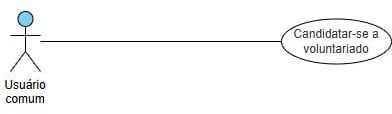 Candidatar-se a
voluntariado
Usuário
comum